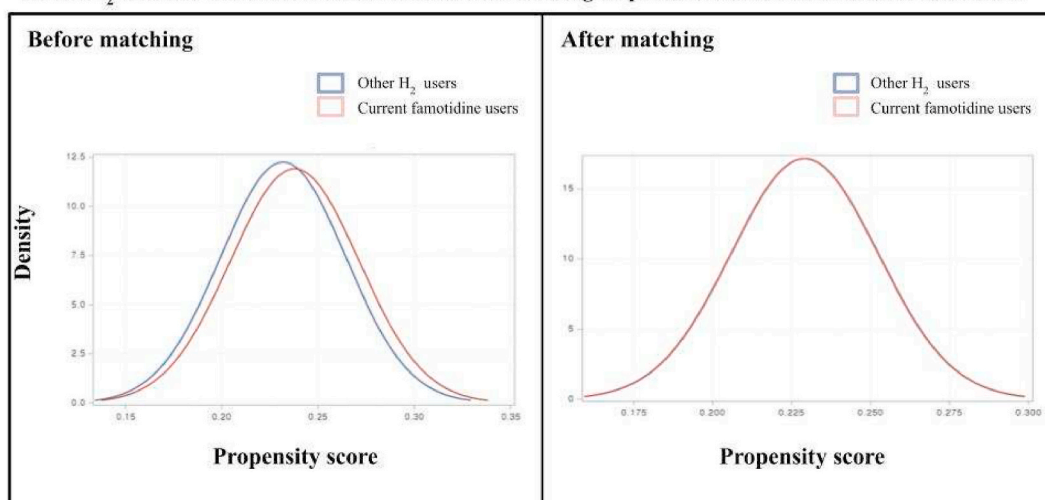 Before matching
Other H₂ users
Current famotidine users
12.5
10.0
7.5
5.0
2.5
0.0
0.15
0.20
0.25
0.30
0.35
Density
Propensity score
After matching
Other H₂ users
Current famotidine users
15
10
5
0
0.175
0.200
0.225
0.250
0.275
0.300
Propensity score